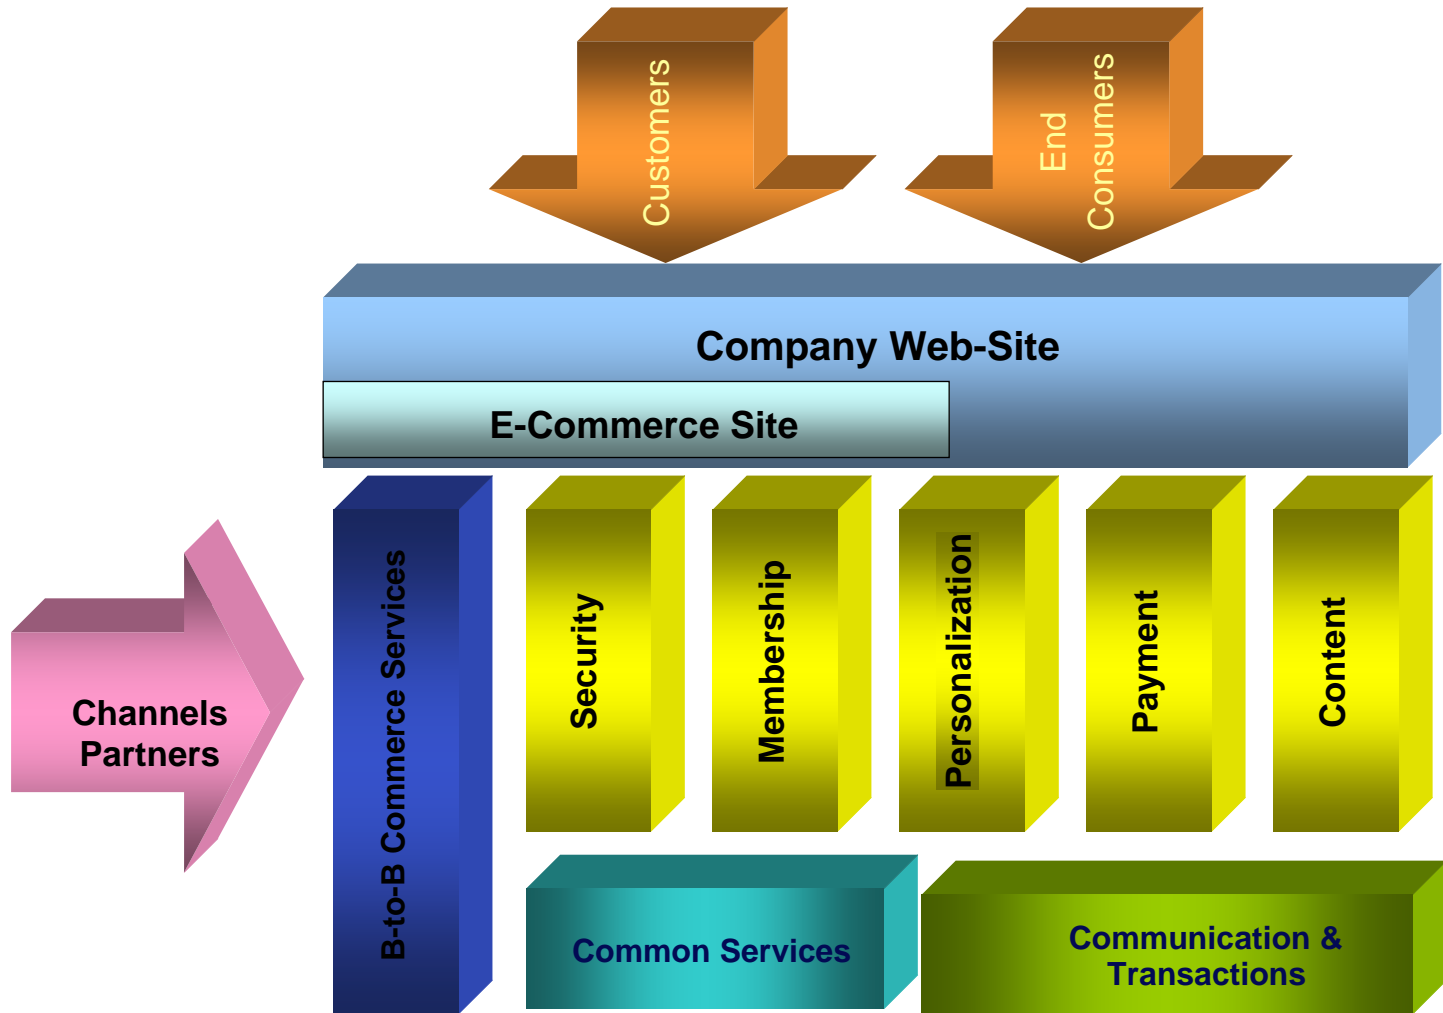 Customers
End
Consumers
Company Web-Site
E-Commerce Site
Channels
Partners
B-to-B Commerce Services
Security
Membership
Personalization
Payment
Content
Common Services
Communication &
Transactions